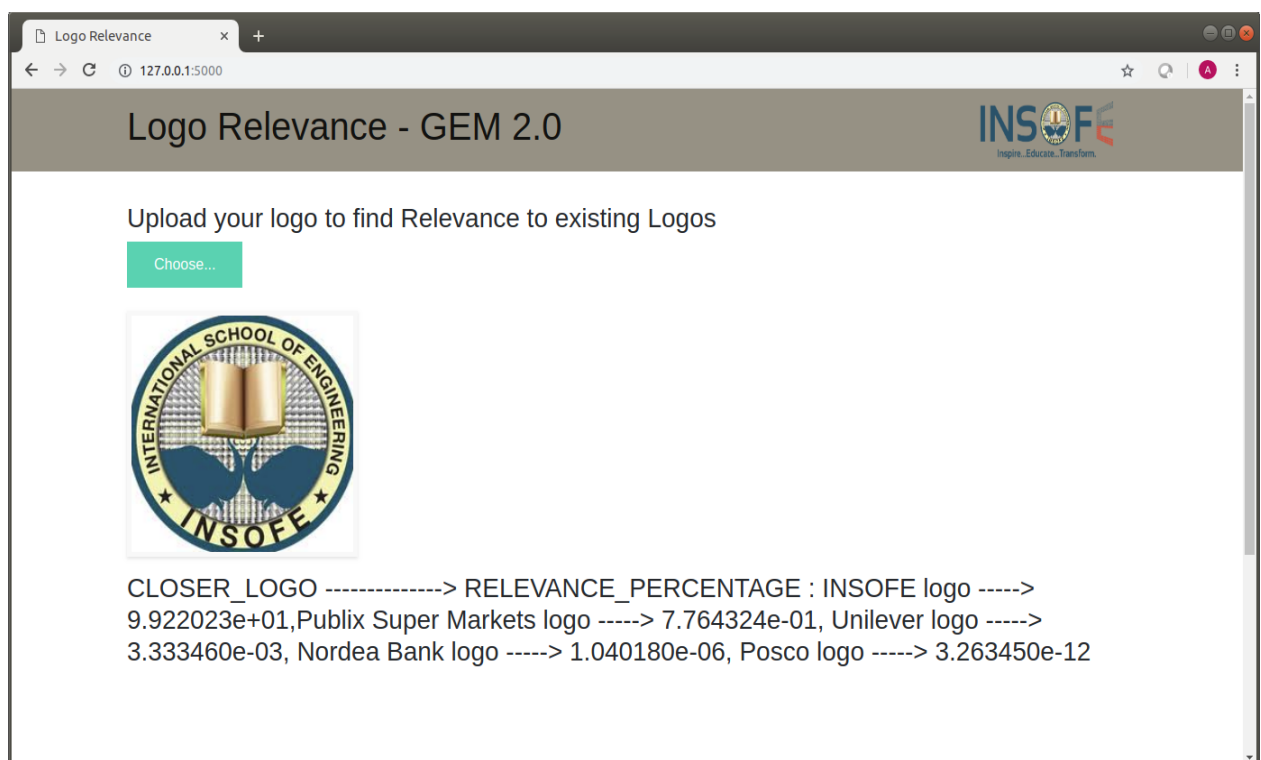 Logo Relevance
127.0.0.1:5000
A
Logo Relevance - GEM 2.0
INSOFE
Inspire..Educate..Transform.
Upload your logo to find Relevance to existing Logos
Choose...
INTERNATIONAL SCHOOL OF ENGINEERING
INSOFE
CLOSER_LOGO --------------> RELEVANCE_PERCENTAGE : INSOFE logo ----->
9.922023e+01,Publix Super Markets logo -----> 7.764324e-01, Unilever logo ----->
3.333460e-03, Nordea Bank logo -----> 1.040180e-06, Posco logo -----> 3.263450e-12